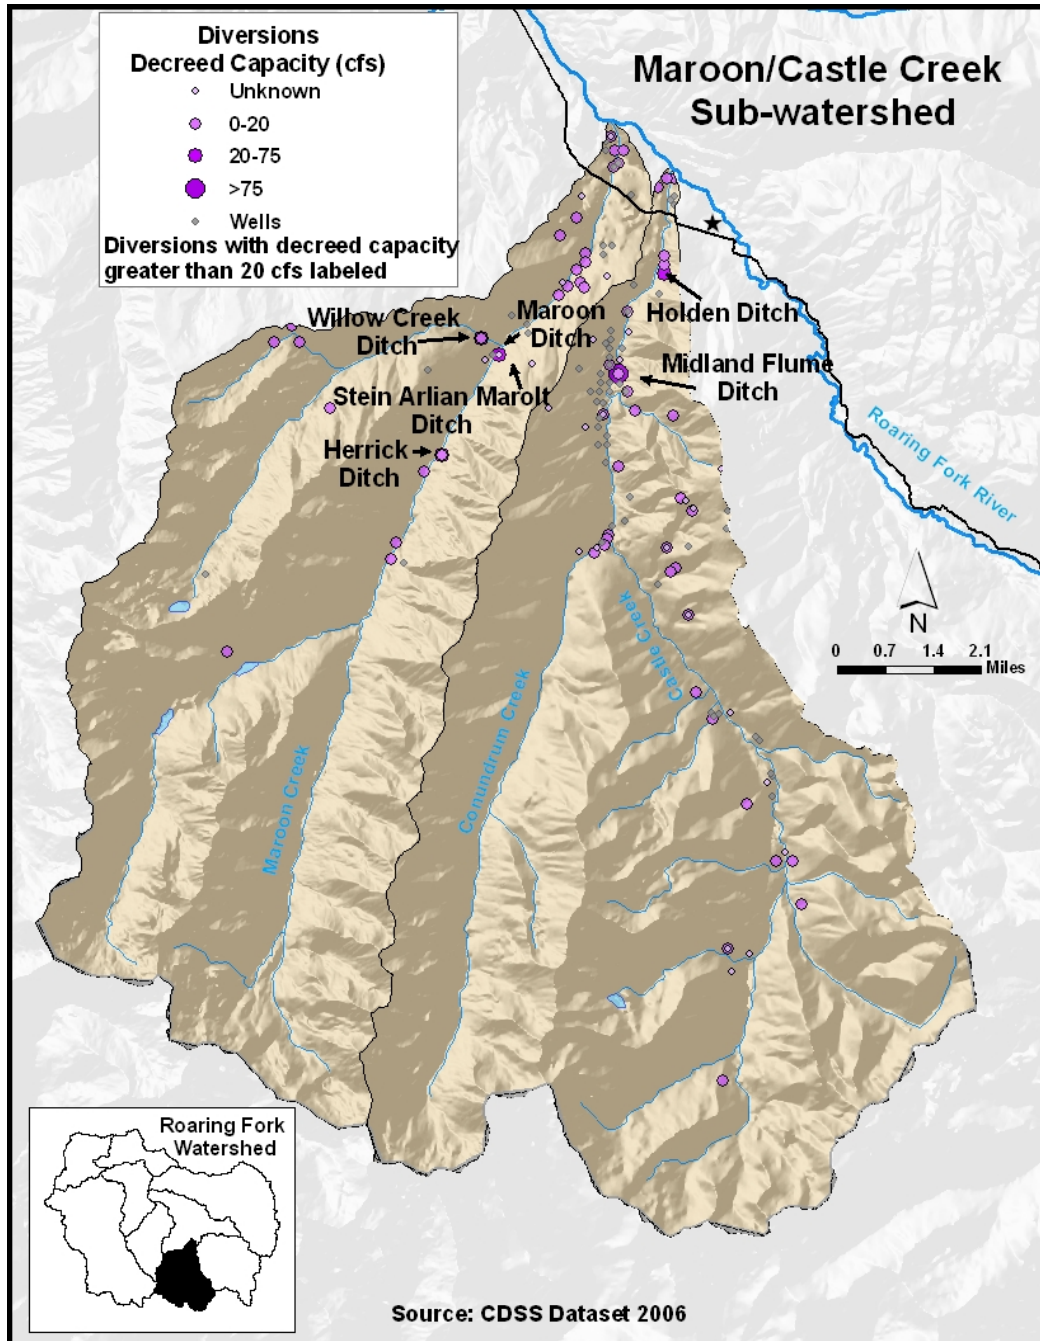 Diversions
Decreed Capacity (cfs)
Unknown
0-20
20-75
>75
Wells
Diversions with decreed capacity
greater than 20 cfs labeled
Maroon/Castle Creek
Sub-watershed
Willow Creek
Ditch
Maroon
Ditch
Holden Ditch
Midland Flume
Ditch
Stein Arlian Marolt
Ditch
Herrick
Ditch
Roaring Fork River
N
0 0.7 1.4 2.1
Miles
Castle Creek
Conundrum Creek
Maroon Creek
Roaring Fork
Watershed
Source: CDSS Dataset 2006